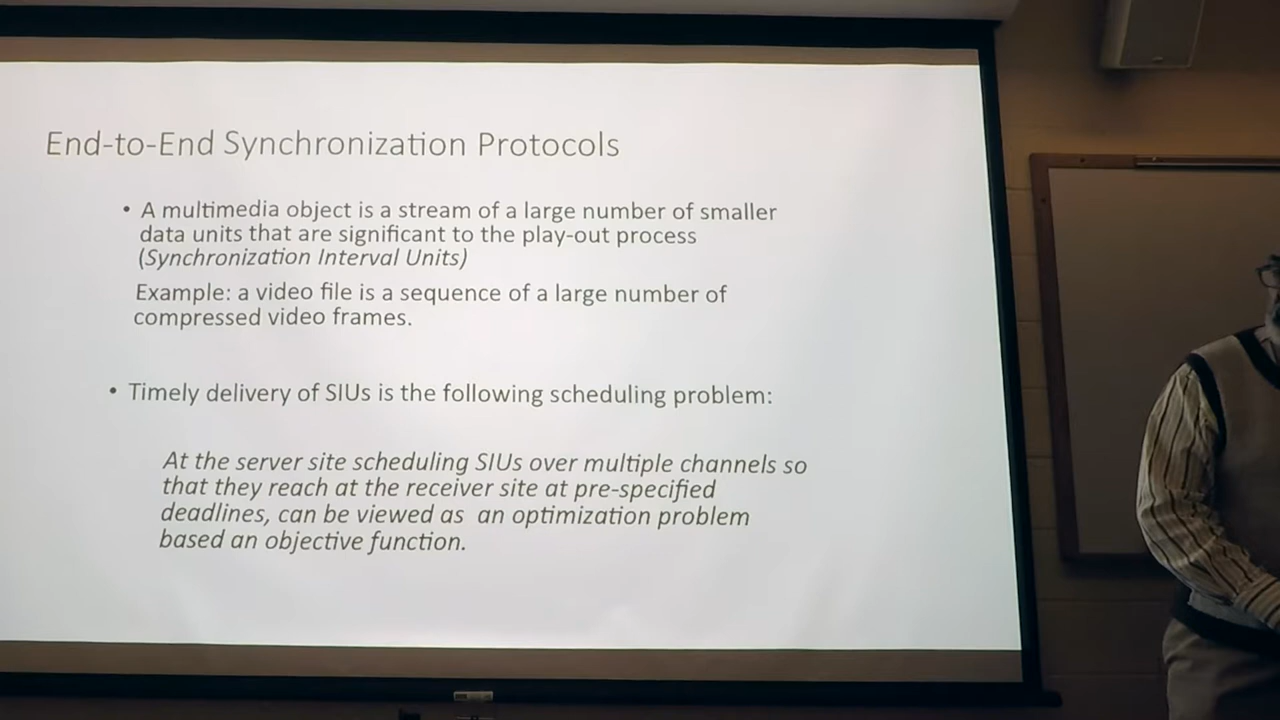 End-to-End Synchronization Protocols
• A multimedia object is a stream of a large number of smaller
data units that are significant to the play-out process
(Synchronization Interval Units)
Example: a video file is a sequence of a large number of
compressed video frames.
• Timely delivery of SIUs is the following scheduling problem:
At the server site scheduling SIUs over multiple channels so
that they reach at the receiver site at pre-specified
deadlines, can be viewed as an optimization problem
based an objective function.